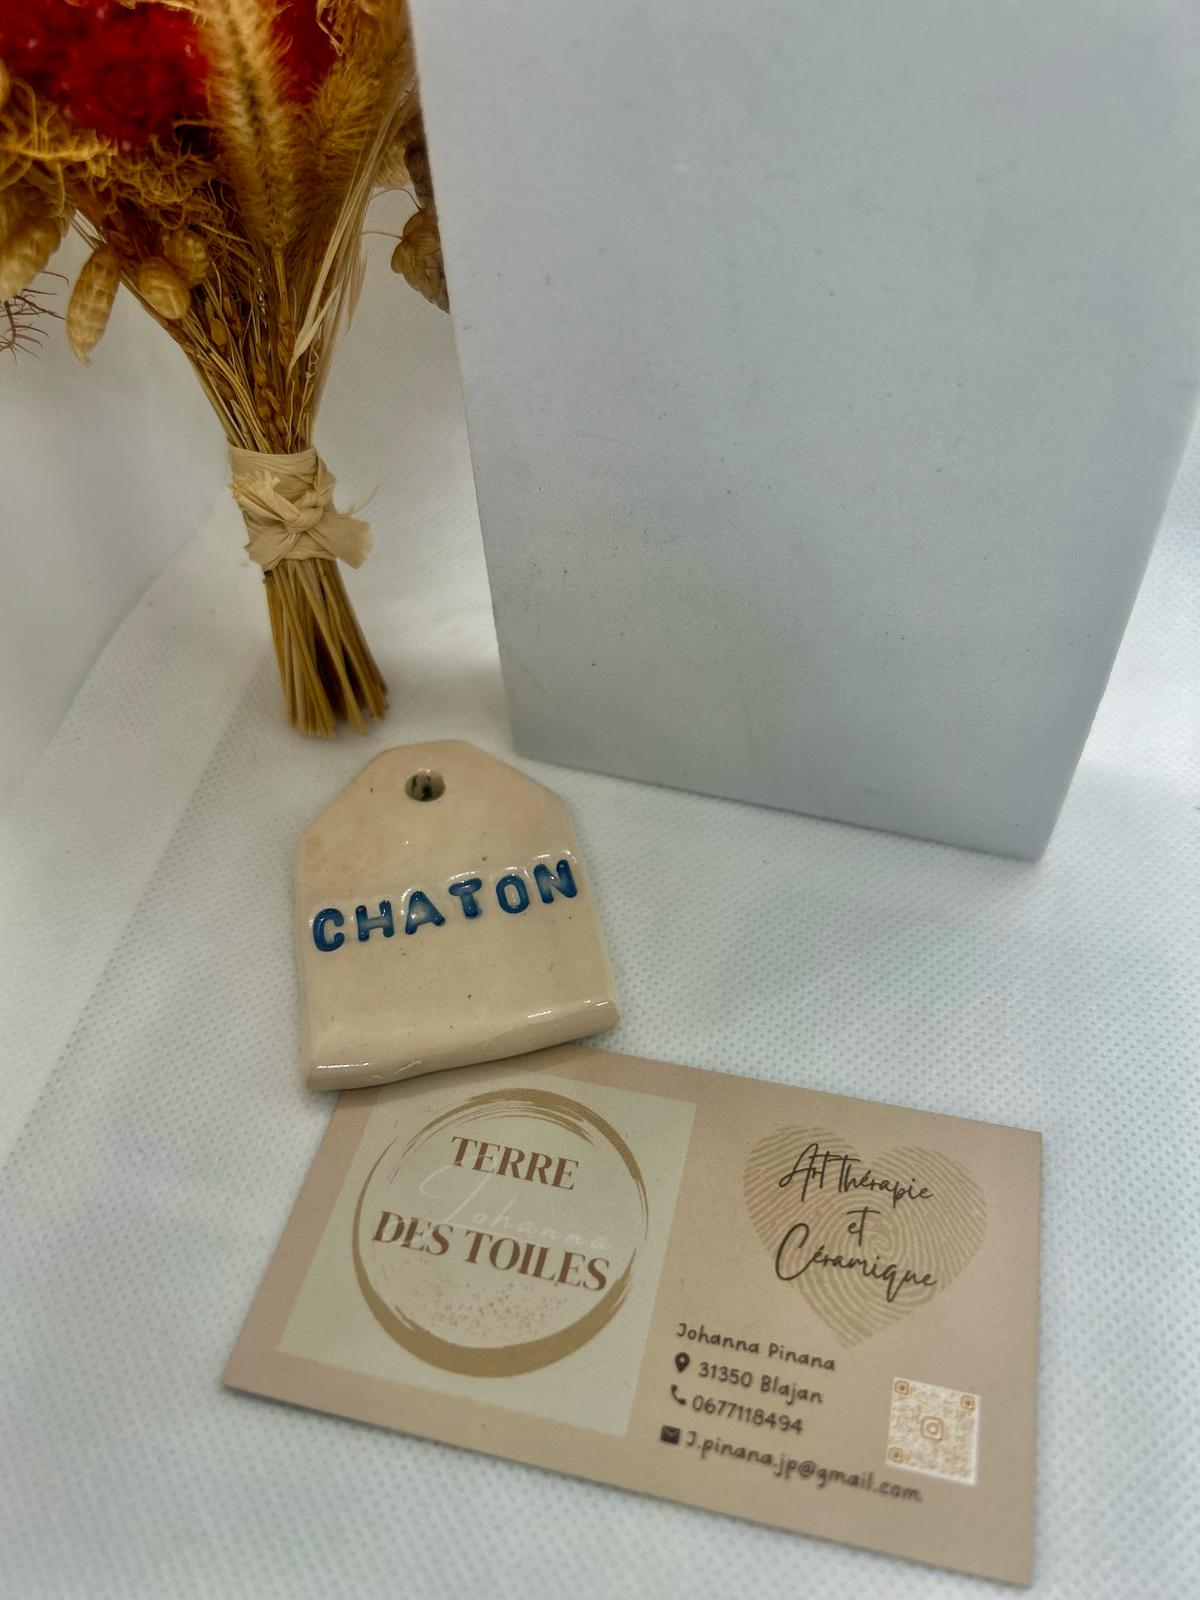 CHATON
TERRE
Johanna
DES TOILES
Art thérapie
et
Céramique
Johanna Pinana
31350 Blajan
0677118494
J.pinana.jp@gmail.com